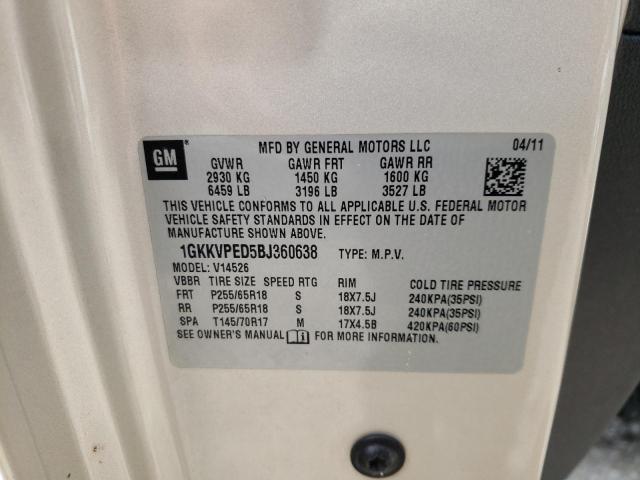 GM MFD BY GENERAL MOTORS LLC 04/11
GVWR GAWR FRT GAWR RR
2930 KG 1450 KG 1600 KG
6459 LB 3196 LB 3527 LB
THIS VEHICLE CONFORMS TO ALL APPLICABLE U.S. FEDERAL MOTOR
VEHICLE SAFETY STANDARDS IN EFFECT ON THE DATE OF
MANUFACTURE SHOWN ABOVE.
1GKKVPED5BJ360638 TYPE: M.P.V.
MODEL: V14526
VBBR TIRE SIZE SPEED RTG RIM COLD TIRE PRESSURE
FRT P255/65R18 S 18X7.5J 240KPA(35PSI)
RR P255/65R18 S 18X7.5J 240KPA(35PSI)
SPA T145/70R17 M 17X4.5B 420KPA(60PSI)
SEE OWNER'S MANUAL FOR MORE INFORMATION.